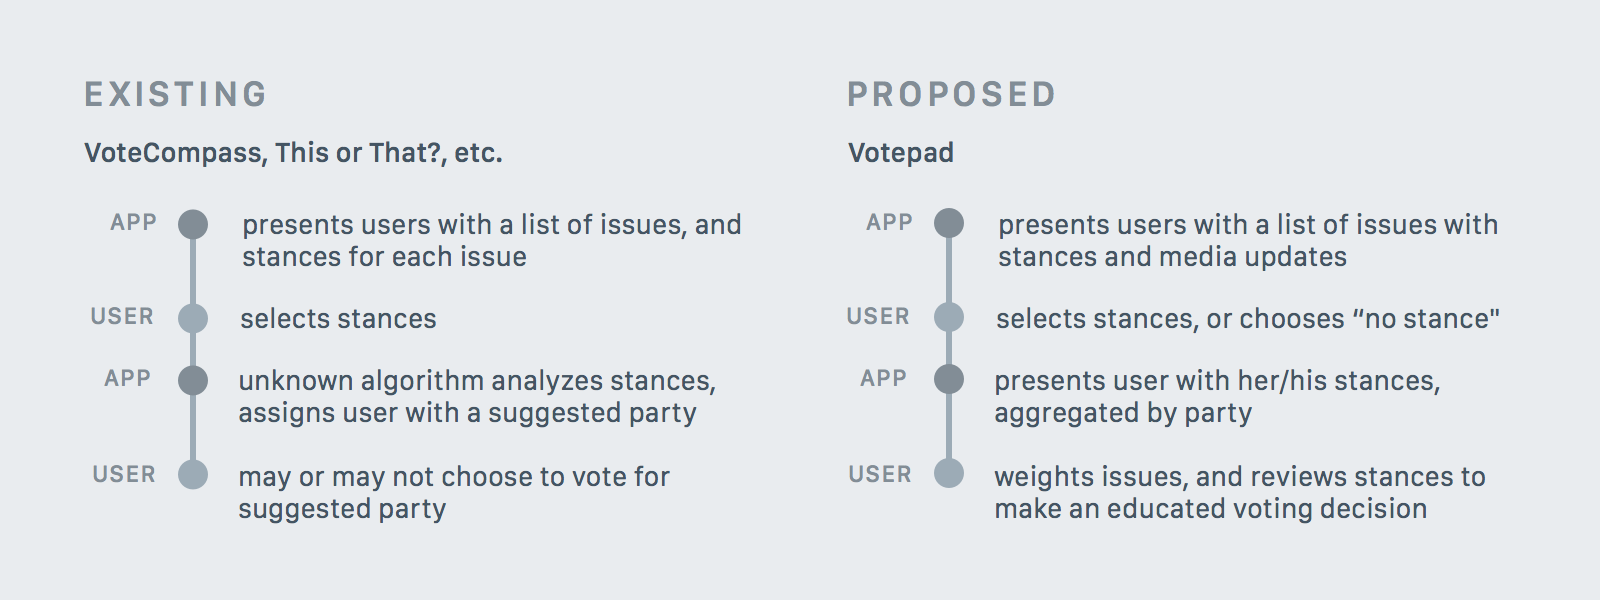 EXISTING
VoteCompass, This or That?, etc.
APP
presents users with a list of issues, and
stances for each issue
USER
selects stances
APP
unknown algorithm analyzes stances,
assigns user with a suggested party
USER
may or may not choose to vote for
suggested party
PROPOSED
Votepad
APP
presents users with a list of issues with
stances and media updates
USER
selects stances, or chooses “no stance"
APP
presents user with her/his stances,
aggregated by party
USER
weights issues, and reviews stances to
make an educated voting decision